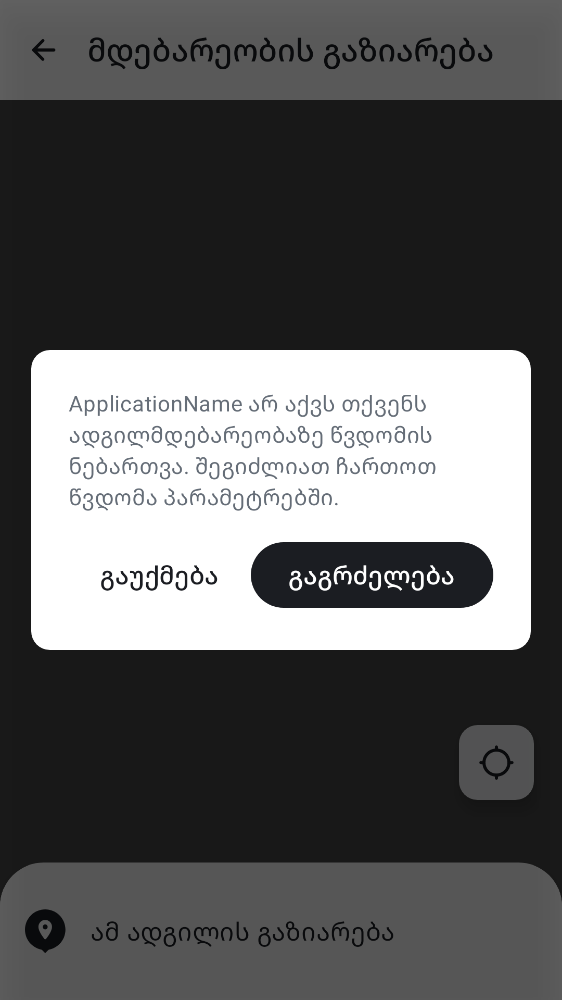 მდებარეობის გაზიარება
ApplicationName არ აქვს თქვენს
ადგილმდებარეობაზე წვდომის
ნებართვა. შეგიძლიათ ჩართოთ
წვდომა პარამეტრებში.
გაუქმება გაგრძელება
ამ ადგილის გაზიარება